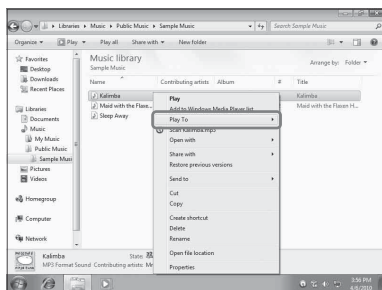 Libraries ▸ Music ▸ Public Music ▸ Sample Music
Search Sample Music
Organize Play Play all Share with New folder
Favorites
Desktop
Downloads
Recent Places
Libraries
Documents
Music
My Music
Public Music
Sample Musi
Pictures
Videos
Homegroup
Computer
Network
Music library
Sample Music
Arrange by: Folder
Name Contributing artists Album # Title
Kalimba
Kalimba
Maid with the Flaxe...
Maid with the Flaxen H...
Sleep Away
Play
Add to Windows Media Player list
Play To
Scan Kalimba.mp3
Open with
Share with
Restore previous versions
Send to
Cut
Copy
Create shortcut
Delete
Rename
Open file location
Properties
Kalimba State:
MP3 Format Sound Contributing artists: Mr
3:56 PM
4/8/2010